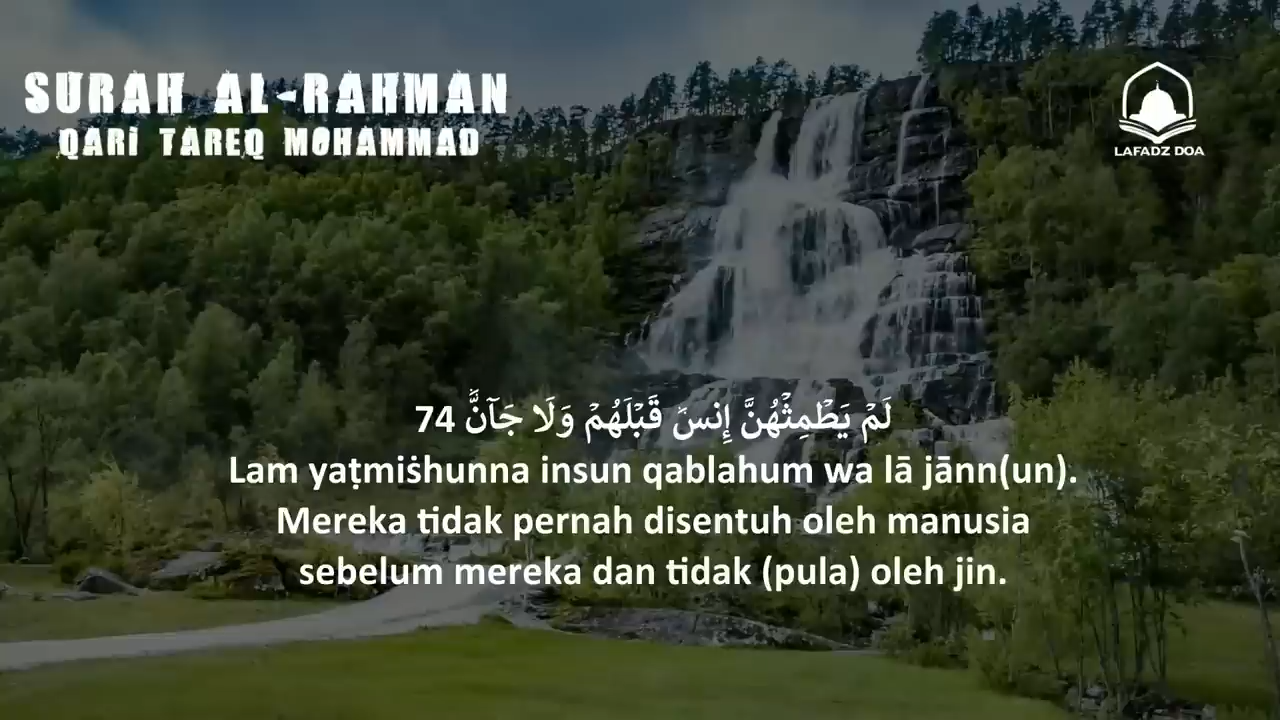 SURAH AL-RAHMAN
QARI TAREQ MOHAMMAD
LAFADZ DOA
لَمْ يَطْمِثْهُنَّ إِنسٌ قَبْلَهُمْ وَلَا جَآنٌّ 74
Lam yaṭmiṡhunna insun qablahum wa lā jānn(un).
Mereka tidak pernah disentuh oleh manusia
sebelum mereka dan tidak (pula) oleh jin.